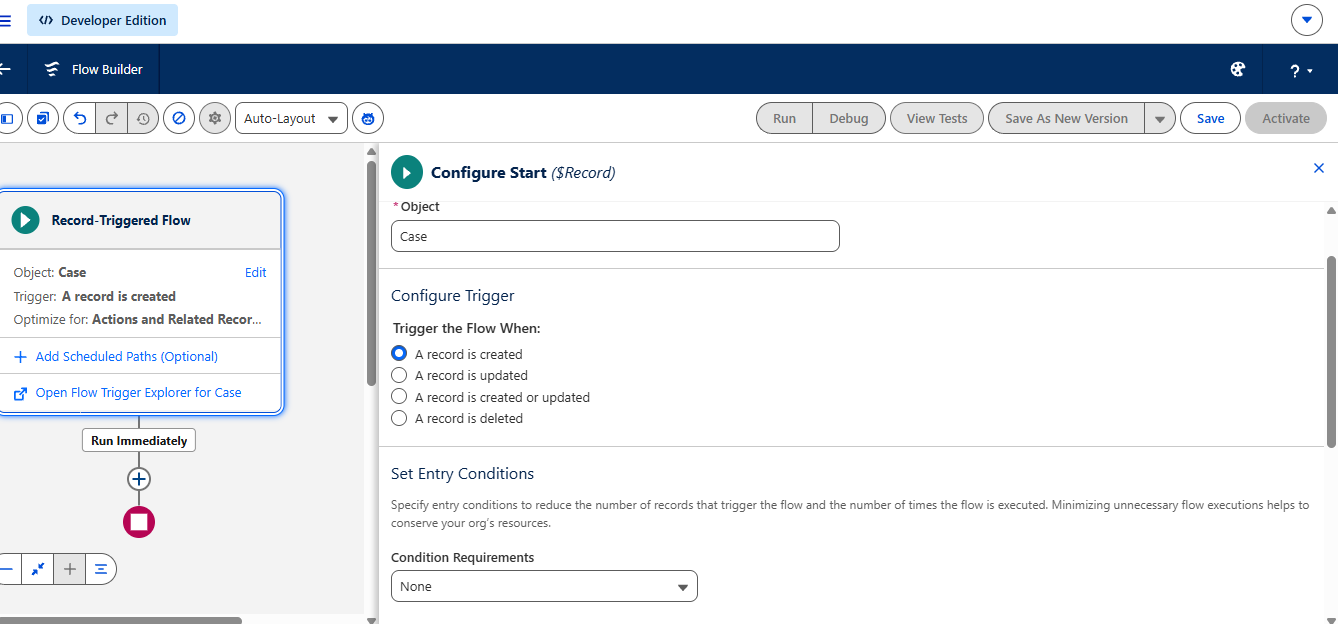 Developer Edition
Flow Builder
?
Auto-Layout
Run
Debug
View Tests
Save As New Version
Save
Activate
Record-Triggered Flow
Object: Case
Edit
Trigger: A record is created
Optimize for: Actions and Related Recor...
Add Scheduled Paths (Optional)
Open Flow Trigger Explorer for Case
Run Immediately
Configure Start ($Record)
* Object
Case
Configure Trigger
Trigger the Flow When:
A record is created
A record is updated
A record is created or updated
A record is deleted
Set Entry Conditions
Specify entry conditions to reduce the number of records that trigger the flow and the number of times the flow is executed. Minimizing unnecessary flow executions helps to
conserve your org's resources.
Condition Requirements
None